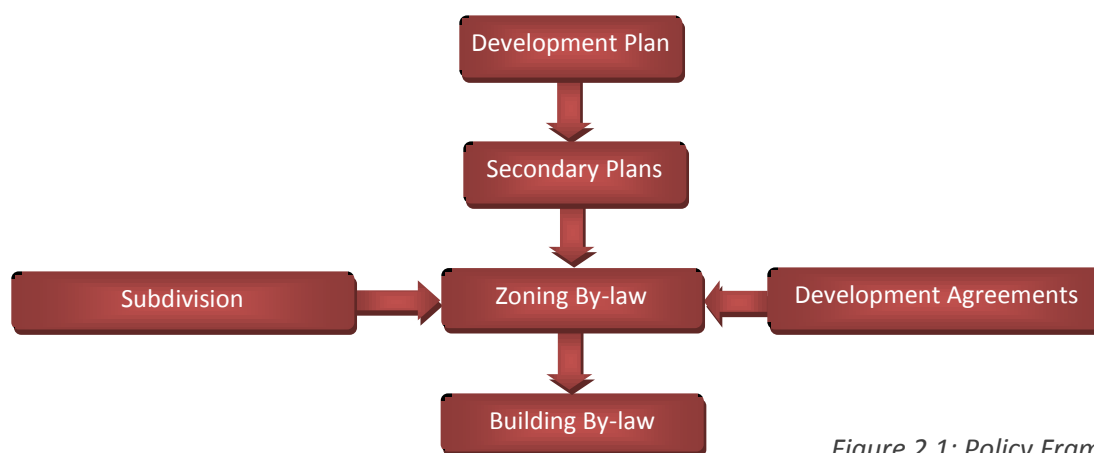 Development Plan
Secondary Plans
Subdivision
Zoning By-law
Development Agreements
Building By-law
Figure 2.1: Policy